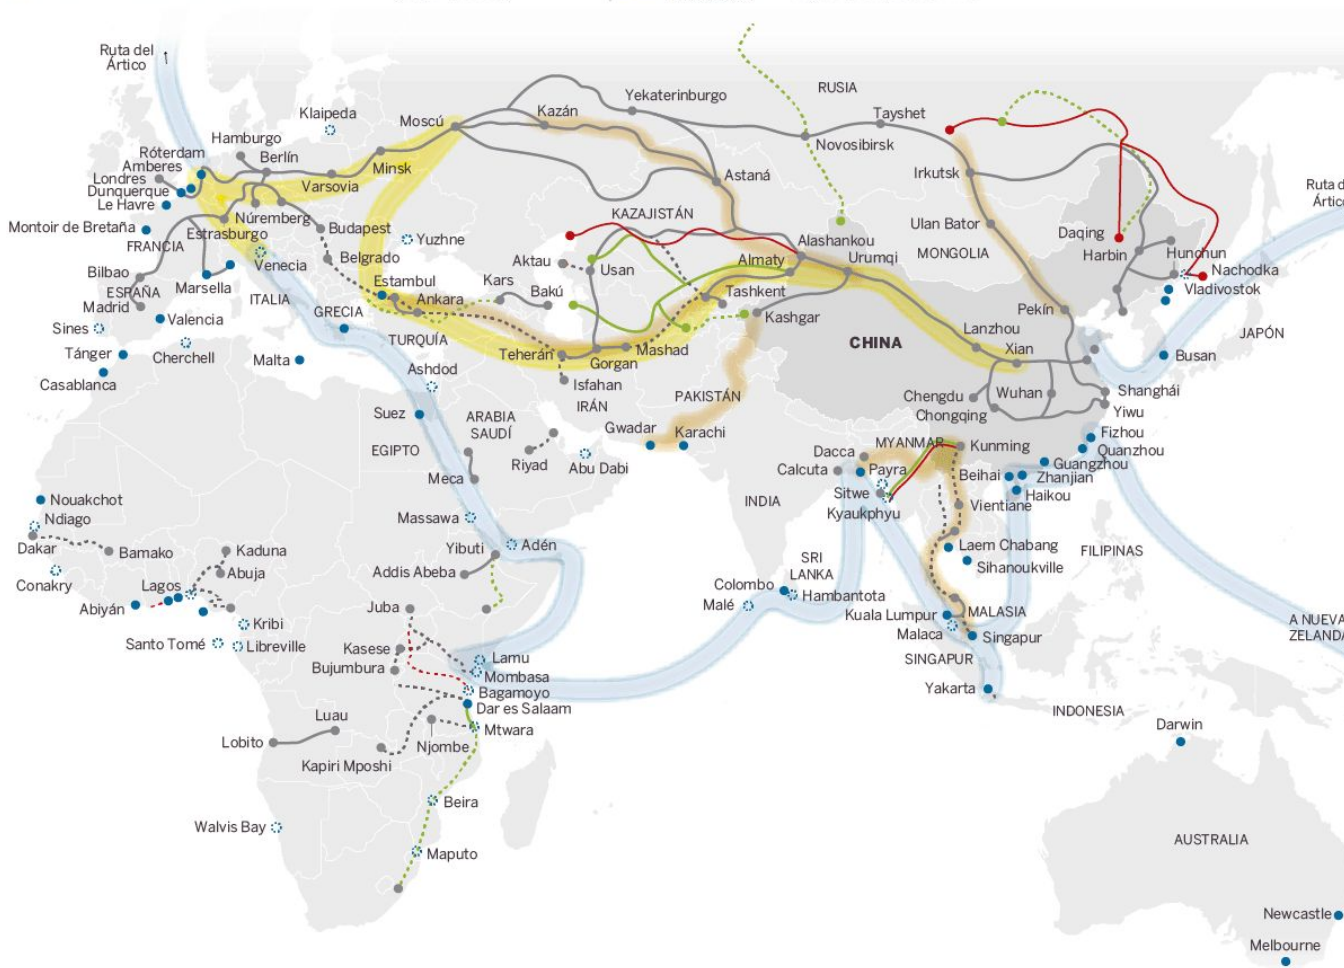 Ruta del
Ártico
Klaipeda
Moscú
Kazán
Yekaterinburgo
RUSIA
Tayshet
Novosibirsk
Hamburgo
Róterdam
Amberes
Londres
Dunquerque
Le Havre
Berlín
Varsovia
Minsk
Astaná
Irkutsk
Ruta d
Ártic
Montoir de Bretaña
FRANCIA
Núremberg
Estrasburgo
Budapest
Yuzhne
KAZAJISTÁN
Ulan Bator
MONGOLIA
Daqing
Harbin
Hunchun
Nachodka
Vladivostok
Bilbao
ESPAÑA
Madrid
Marsella
Venecia
ITALIA
Belgrado
Estambul
Ankara
Kars
Bakú
Aktau
Usan
Almaty
Alashankou
Urumqi
Tashkent
Kashgar
Pekín
JAPÓN
Sines
Valencia
GRECIA
TURQUÍA
Teherán
Gorgan
Mashad
CHINA
Lanzhou
Xian
Busan
Tánger
Cherchell
Malta
Casablanca
Ashdod
Isfahan
IRÁN
PAKISTÁN
Chengdu
Chongqing
Wuhan
Shanghái
Yiwu
Suez
ARABIA
SAUDÍ
Gwadar
Karachi
Fizhou
Quanzhou
EGIPTO
Riyad
Abu Dabi
Dacca
Calcuta
MYANMAR
Payra
Kunming
Guangzhou
Beihai
Zhanjian
Haikou
Meca
INDIA
Sitwe
Kyaukphyu
Vientiane
Nouakchot
Ndiago
Dakar
Bamako
Kaduna
Abuja
Massawa
Yibuti
Adén
Laem Chabang
Sihanoukville
FILIPINAS
Conakry
Lagos
Abiyán
Addis Abeba
SRI
LANKA
Colombo
Hambantota
Malé
Kribi
Santo Tomé
Libreville
Juba
Kasese
Bujumbura
Lamu
Mombasa
Bagamoyo
Dar es Salaam
Kuala Lumpur
MALASIA
Malaca
Singapur
SINGAPUR
Yakarta
INDONESIA
A NUEVA
ZELANDA
Luau
Lobito
Njombe
Mtwara
Kapiri Mposhi
Darwin
Beira
Walvis Bay
Maputo
AUSTRALIA
Newcastle
Melbourne